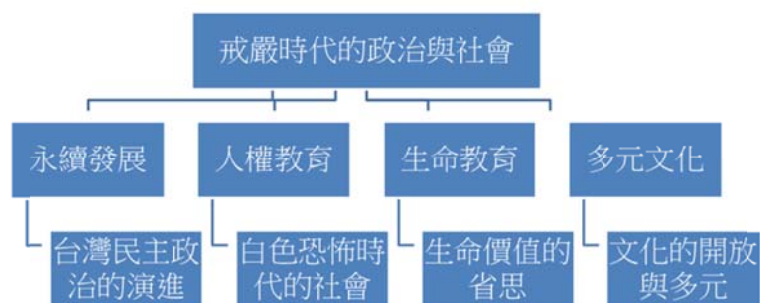 戒嚴時代的政治與社會
永續發展
人權教育
生命教育
多元文化
台灣民主政
治的演進
白色恐怖時
代的社會
生命價值的
省思
文化的開放
與多元